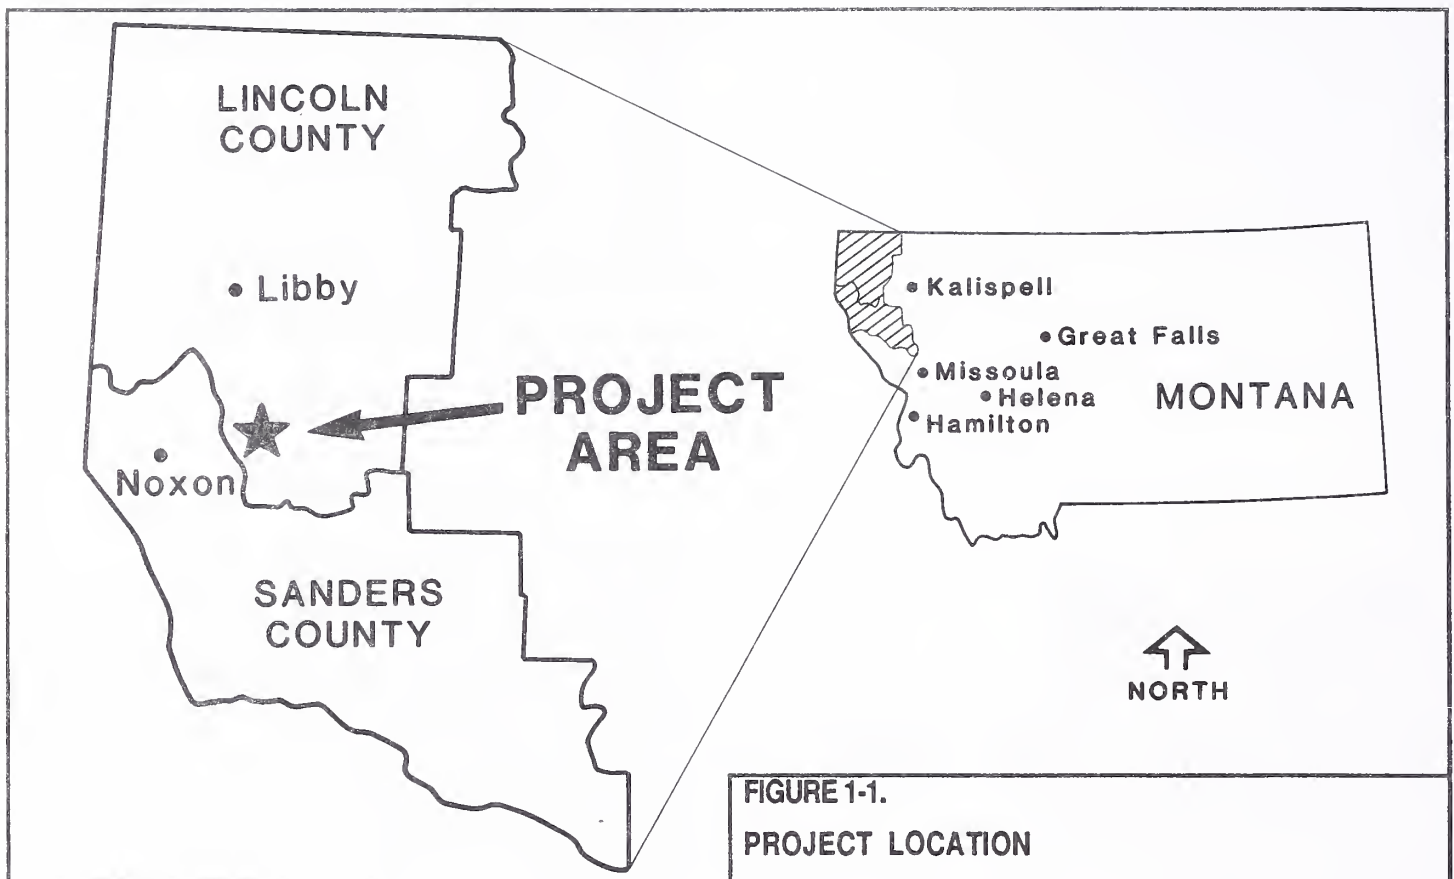 LINCOLN
COUNTY
Libby
PROJECT
AREA
Noxon
SANDERS
COUNTY
Kalispell
Great Falls
Missoula
Helena
MONTANA
Hamilton
NORTH
FIGURE 1-1.
PROJECT LOCATION